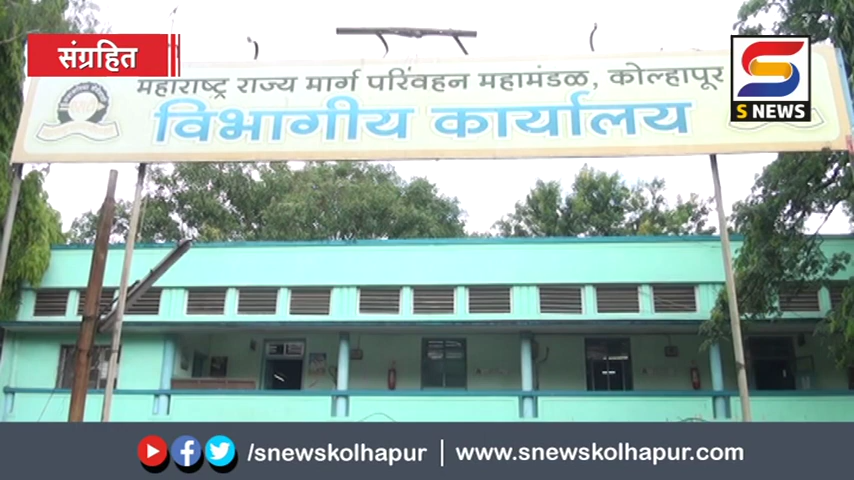 संग्रहित
महाराष्ट्र राज्य मार्ग परिवहन महामंडळ, कोल्हापूर
विभागीय कार्यालय
S NEWS
/snewskolhapur | www.snewskolhapur.com